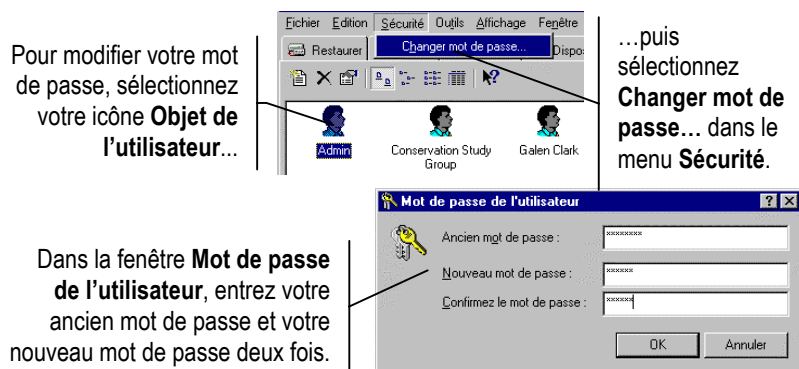 Pour modifier votre mot
de passe, sélectionnez
votre icône Objet de
l'utilisateur...
Fichier Edition Sécurité Outils Affichage Fenêtre
Restaurer Changer mot de passe... Dispo
Admin Conservation Study Galen Clark
Group
…puis
sélectionnez
Changer mot de
passe… dans le
menu Sécurité.
Dans la fenêtre Mot de passe
de l'utilisateur, entrez votre
ancien mot de passe et votre
nouveau mot de passe deux fois.
Mot de passe de l'utilisateur
Ancien mot de passe : ××××××××
Nouveau mot de passe : ××××××
Confirmez le mot de passe : ××××××
OK Annuler